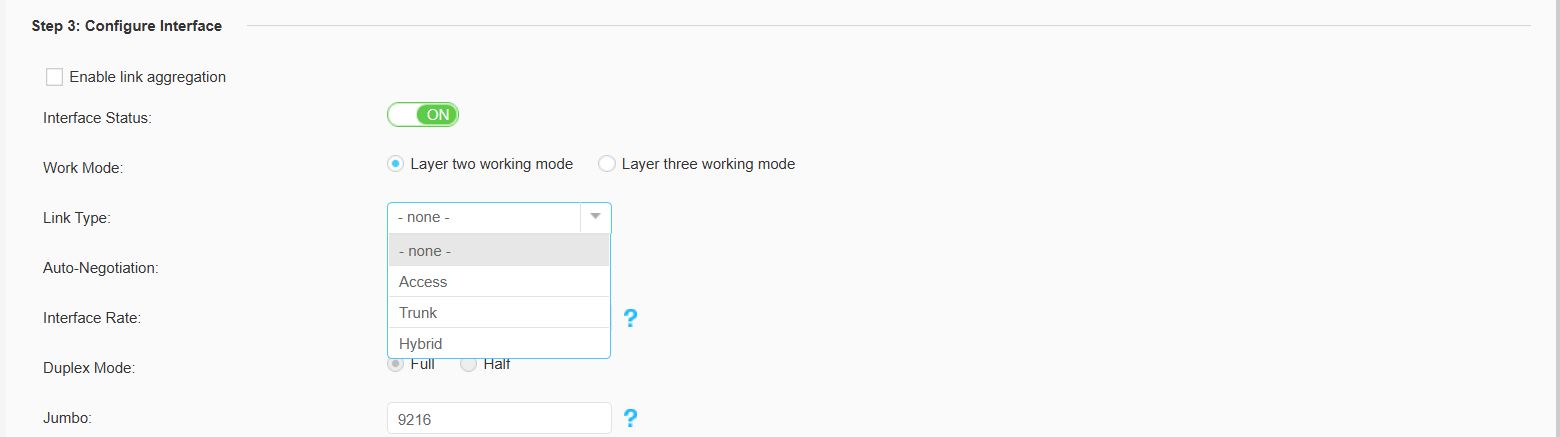 Step 3: Configure Interface
Enable link aggregation
Interface Status:
ON
Work Mode:
Layer two working mode
Layer three working mode
Link Type:
- none -
- none -
Auto-Negotiation:
Access
Interface Rate:
Trunk
?
Hybrid
Duplex Mode:
Full
Half
Jumbo:
9216
?